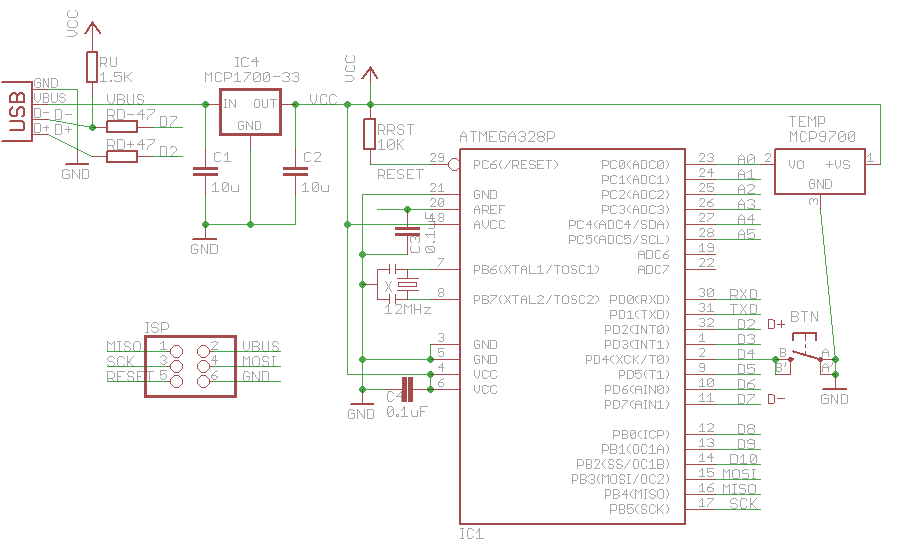 VCC
RU
1.5K
USB
GND
VBUS
D-
D+
D-
D+
VBUS
RD-47
D7
RD+47
D2
GND
IC4
MCP1700-33
IN
OUT
GND
VCC
C1
10u
C2
10u
GND
VCC
RRST
10K
RESET
ATMEGA328P
29 PC6(/RESET)
21 GND
20 AREF
18 AVCC
C3
0.1uF
7 PB6(XTAL1/TOSC1)
8 PB7(XTAL2/TOSC2)
X
12MHz
3 GND
5 GND
4 VCC
6 VCC
C4
0.1uF
GND
PC0(ADC0) 23 A0
PC1(ADC1) 24 A1
PC2(ADC2) 25 A2
PC3(ADC3) 26 A3
PC4(ADC4/SDA) 27 A4
PC5(ADC5/SCL) 28 A5
ADC6 19
ADC7 22
PD0(RXD) 30 RXD
PD1(TXD) 31 TXD
PD2(INT0) 32 D2 D+
PD3(INT1) 1 D3
PD4(XCK/T0) 2 D4
PD5(T1) 9 D5
PD6(AIN0) 10 D6
PD7(AIN1) 11 D7 D-
PB0(ICP) 12 D8
PB1(OC1A) 13 D9
PB2(SS/OC1B) 14 D10
PB3(MOSI/OC2) 15 MOSI
PB4(MISO) 16 MISO
PB5(SCK) 17 SCK
IC1
TEMP
MCP9700
2 VO +VS 1
GND
3
BTN
B A
B' A'
GND
ISP
MISO 1 2 VBUS
SCK 3 4 MOSI
RESET 5 6 GND